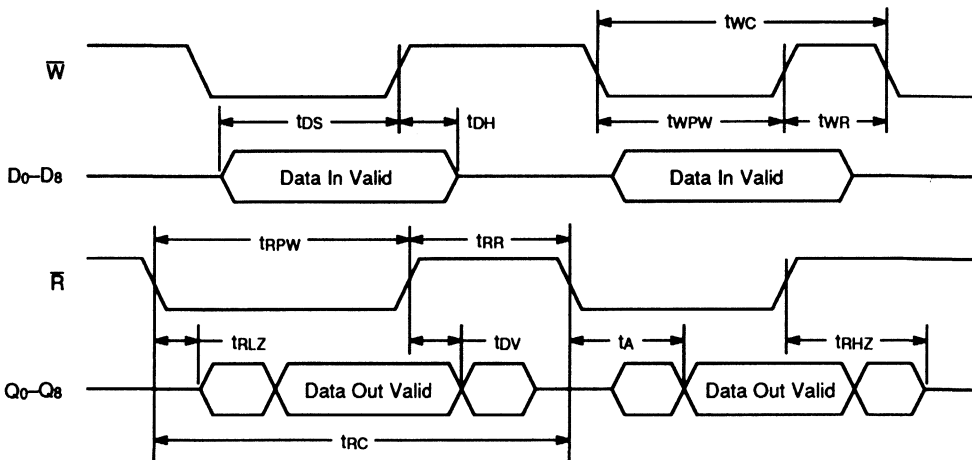 tWC
W̅
tDS tDH tWPW tWR
D0–D8 Data In Valid Data In Valid
tRPW tRR
R̅
tRLZ tDV tA tRHZ
Q0–Q8 Data Out Valid Data Out Valid
tRC